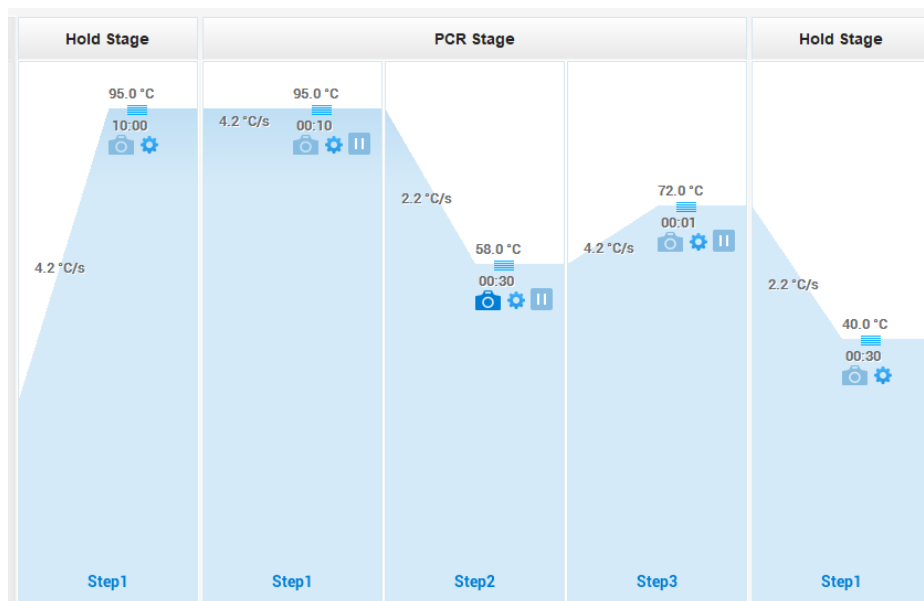 Hold Stage
PCR Stage
Hold Stage
95.0 °C
10:00
4.2 °C/s
Step1
95.0 °C
4.2 °C/s
00:10
Step1
2.2 °C/s
58.0 °C
00:30
Step2
72.0 °C
00:01
4.2 °C/s
Step3
2.2 °C/s
40.0 °C
00:30
Step1